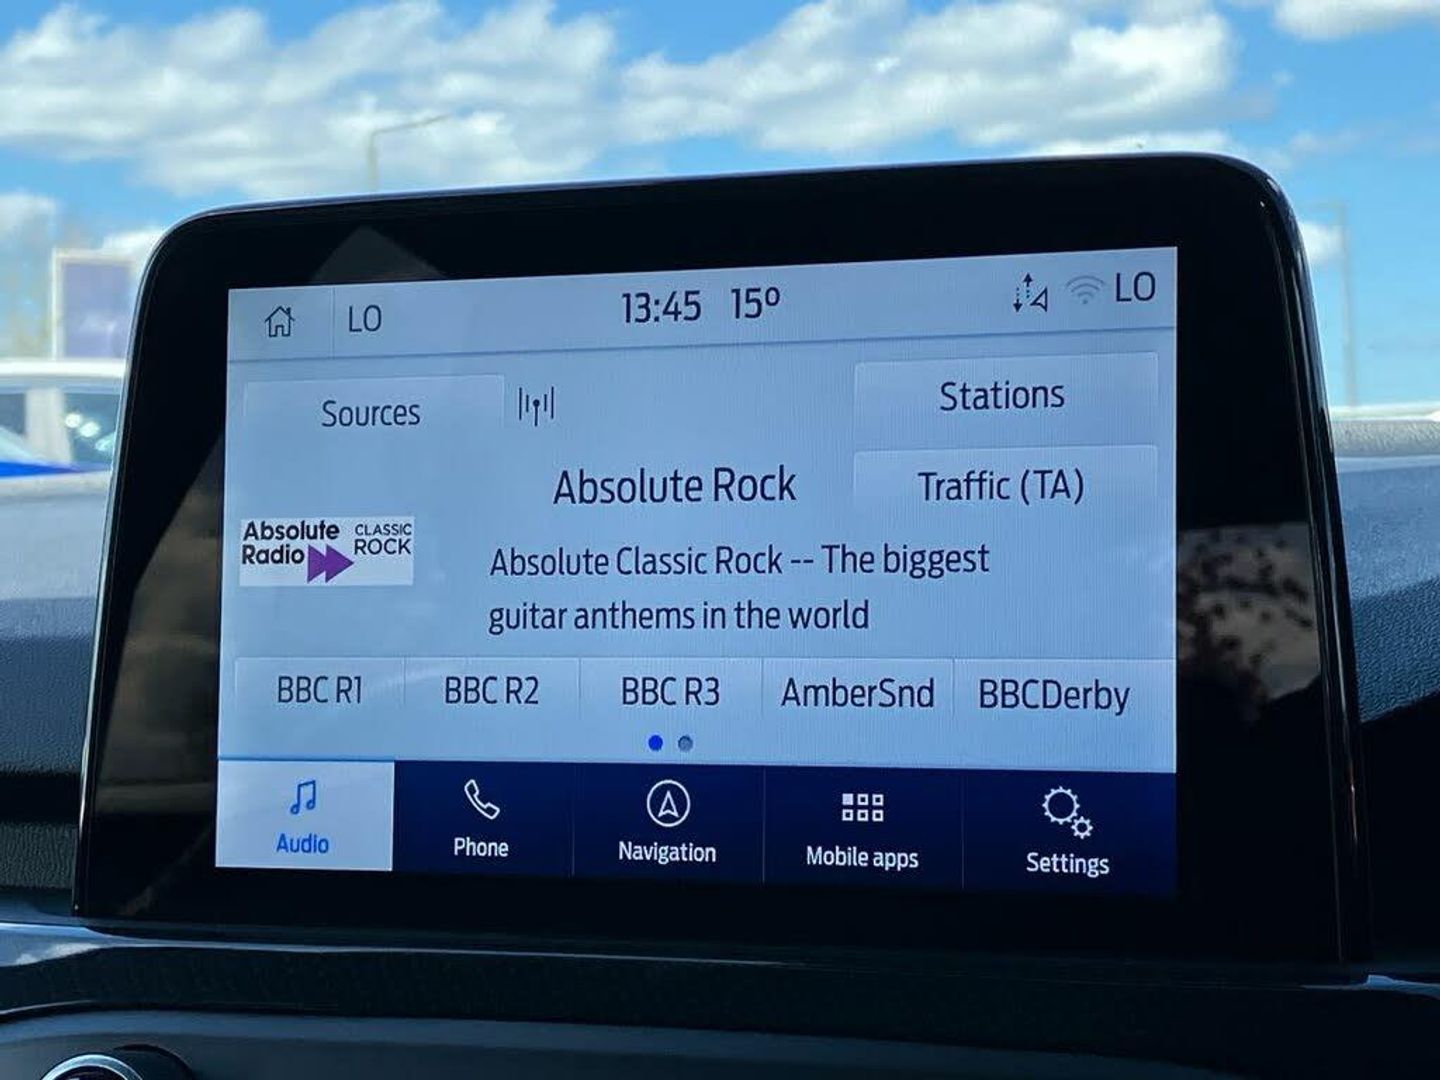 LO
13:45 15º
LO
Sources
Stations
Absolute Rock
Traffic (TA)
Absolute
Radio
CLASSIC
ROCK
Absolute Classic Rock -- The biggest
guitar anthems in the world
BBC R1
BBC R2
BBC R3
AmberSnd
BBCDerby
Audio
Phone
Navigation
Mobile apps
Settings